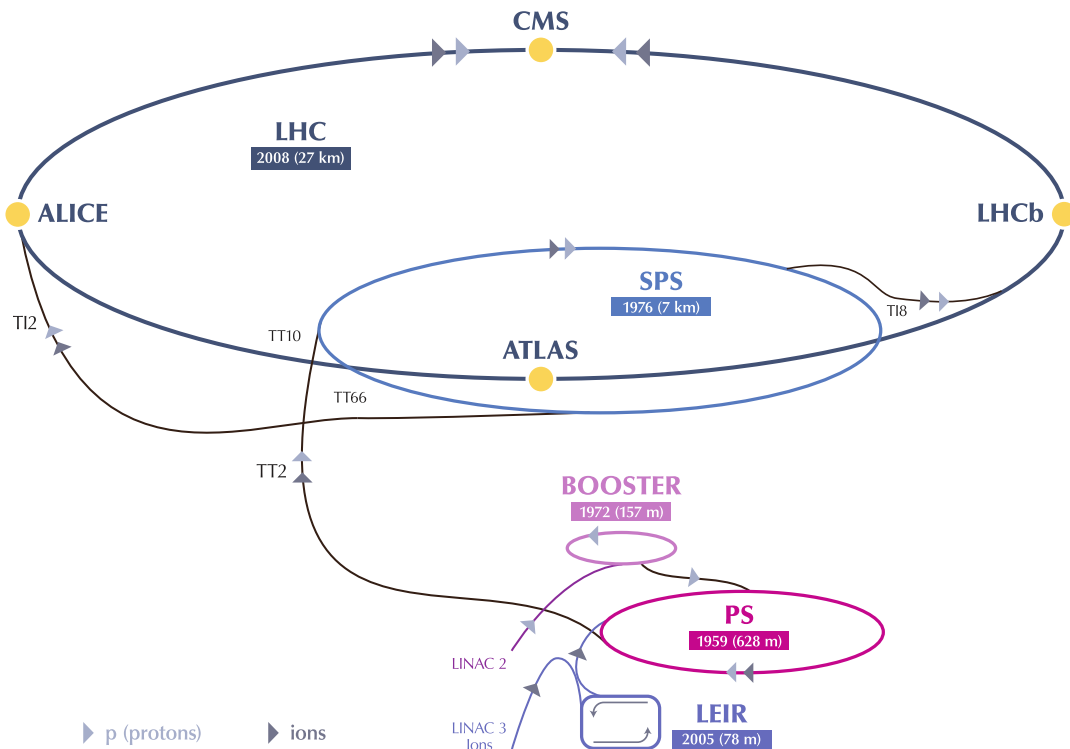 CMS
LHC
2008 (27 km)
ALICE
LHCb
SPS
1976 (7 km)
TI8
TI2
TT10
ATLAS
TT66
TT2
BOOSTER
1972 (157 m)
PS
1959 (628 m)
LINAC 2
LEIR
2005 (78 m)
LINAC 3
Ions
p (protons)
ions